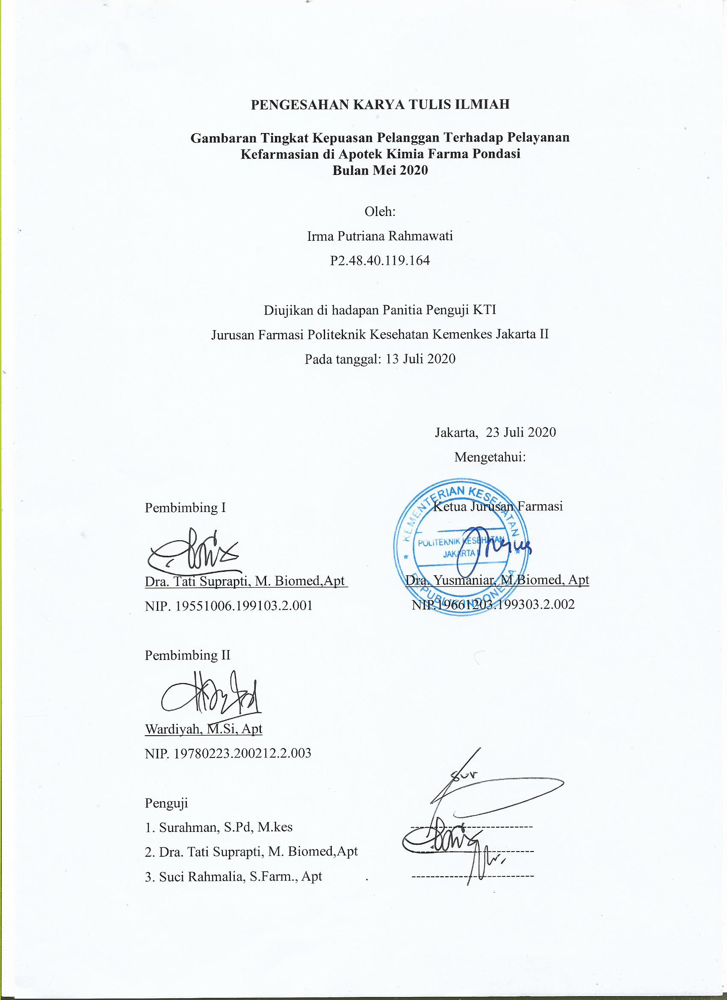 PENGESAHAN KARYA TULIS ILMIAH
Gambaran Tingkat Kepuasan Pelanggan Terhadap Pelayanan
Kefarmasian di Apotek Kimia Farma Pondasi
Bulan Mei 2020
Oleh:
Irma Putriana Rahmawati
P2.48.40.119.164
Diujikan di hadapan Panitia Penguji KTI
Jurusan Farmasi Politeknik Kesehatan Kemenkes Jakarta II
Pada tanggal: 13 Juli 2020
Jakarta, 23 Juli 2020
Mengetahui:
Pembimbing I
Ketua Jurusan Farmasi
KEMENTERIAN KESEHATAN
POLITEKNIK KESEHATAN
JAKARTA II
REPUBLIK INDONESIA
Dra. Tati Suprapti, M. Biomed,Apt
Dra. Yusmaniar, M.Biomed, Apt
NIP. 19551006.199103.2.001
NIP.19661203.199303.2.002
Pembimbing II
Wardiyah, M.Si, Apt
NIP. 19780223.200212.2.003
Sur
Penguji
1. Surahman, S.Pd, M.kes
2. Dra. Tati Suprapti, M. Biomed,Apt
3. Suci Rahmalia, S.Farm., Apt